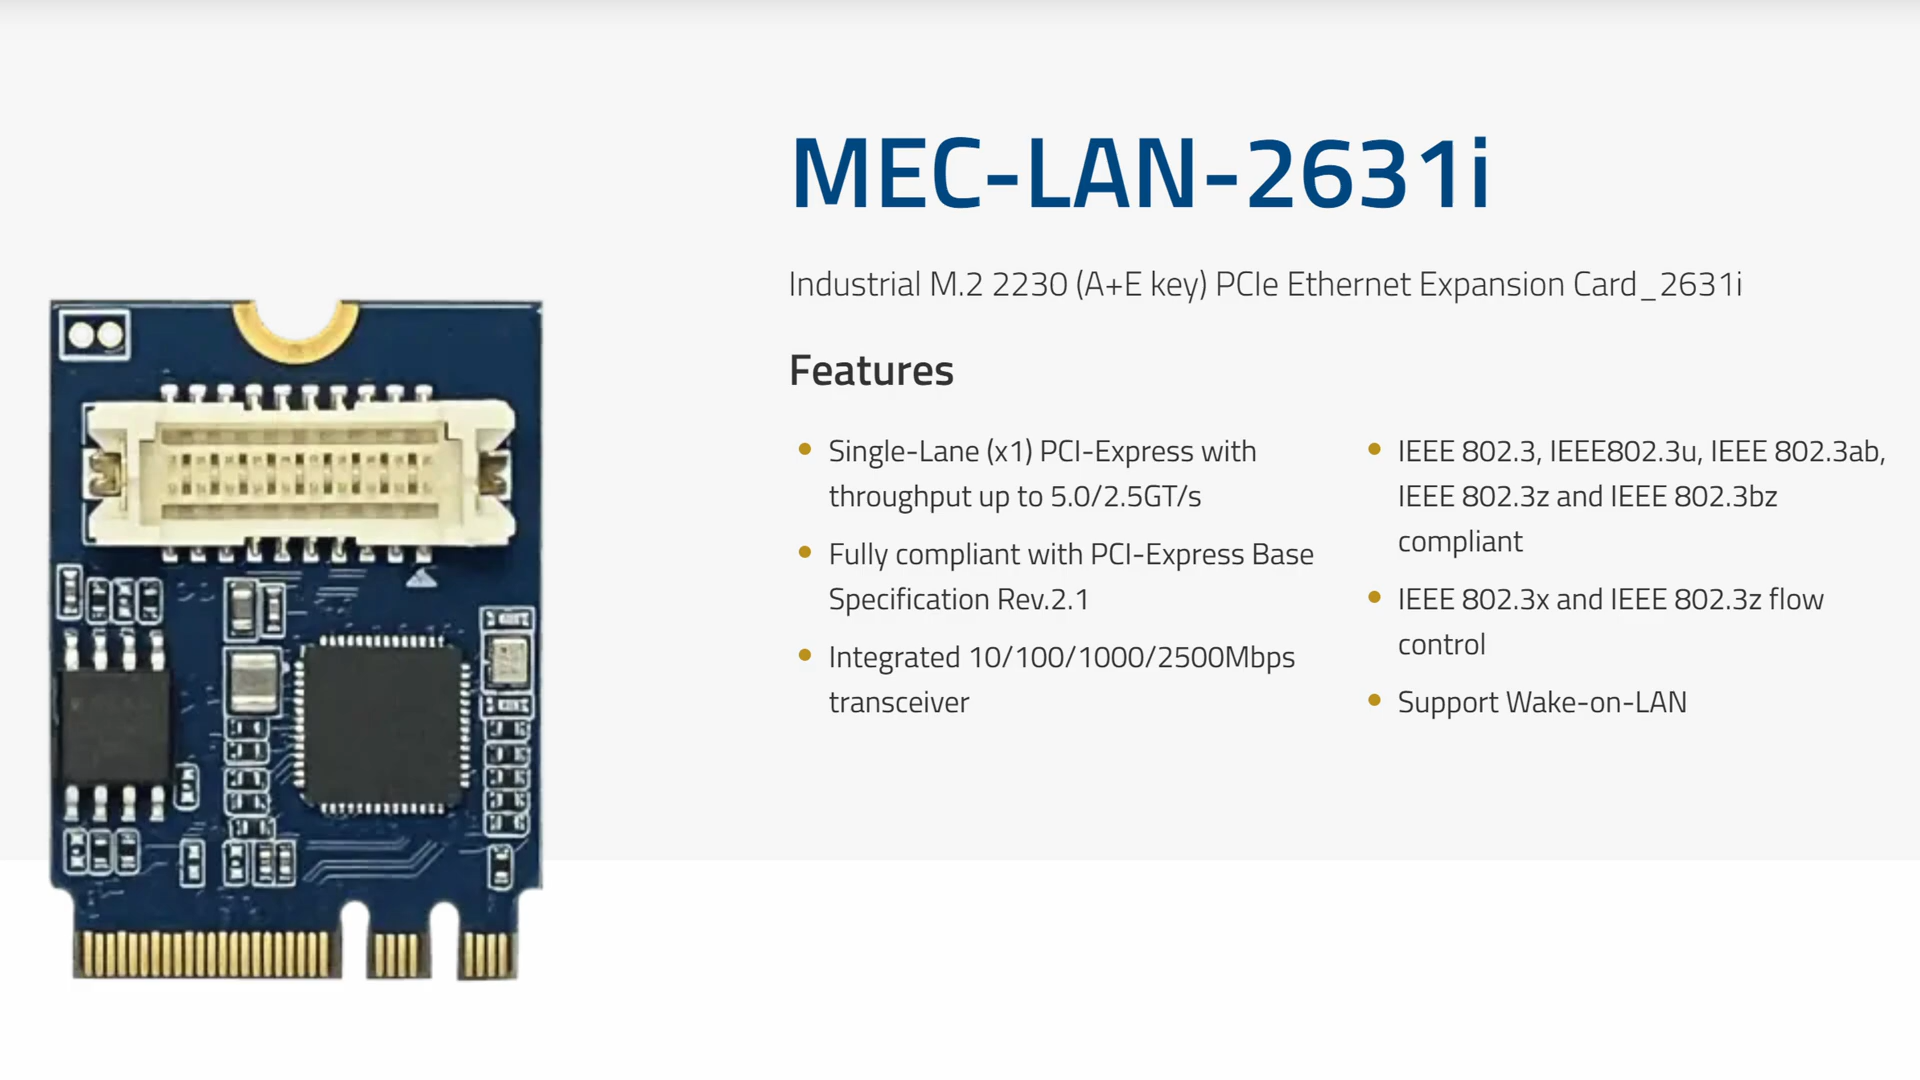 MEC-LAN-2631i
Industrial M.2 2230 (A+E key) PCIe Ethernet Expansion Card_2631i
Features
Single-Lane (x1) PCI-Express with
throughput up to 5.0/2.5GT/s
Fully compliant with PCI-Express Base
Specification Rev.2.1
Integrated 10/100/1000/2500Mbps
transceiver
IEEE 802.3, IEEE802.3u, IEEE 802.3ab,
IEEE 802.3z and IEEE 802.3bz
compliant
IEEE 802.3x and IEEE 802.3z flow
control
Support Wake-on-LAN